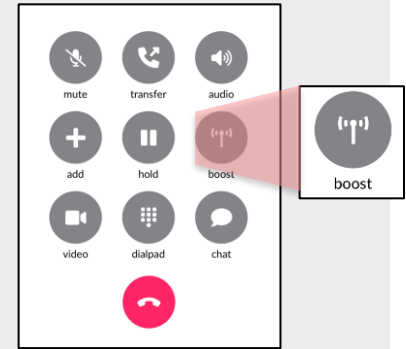 mute transfer audio
add hold boost
boost
video dialpad chat